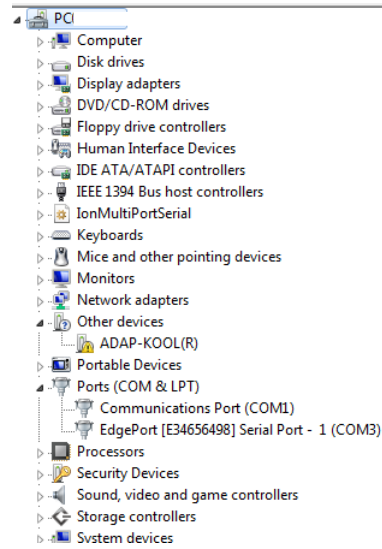 PC
Computer
Disk drives
Display adapters
DVD/CD-ROM drives
Floppy drive controllers
Human Interface Devices
IDE ATA/ATAPI controllers
IEEE 1394 Bus host controllers
IonMultiPortSerial
Keyboards
Mice and other pointing devices
Monitors
Network adapters
Other devices
ADAP-KOOL(R)
Portable Devices
Ports (COM & LPT)
Communications Port (COM1)
EdgePort [E34656498] Serial Port - 1 (COM3)
Processors
Security Devices
Sound, video and game controllers
Storage controllers
System devices